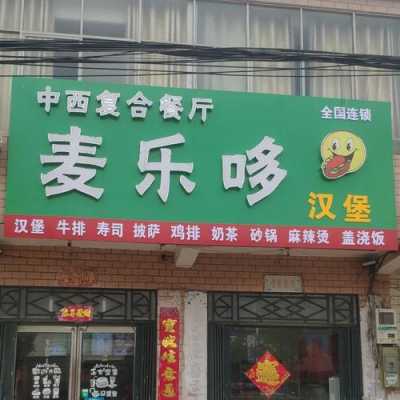 中西复合餐厅
全国连锁
麦乐哆
汉堡
汉堡 牛排 寿司 披萨 鸡排 奶茶 砂锅 麻辣烫 盖浇饭